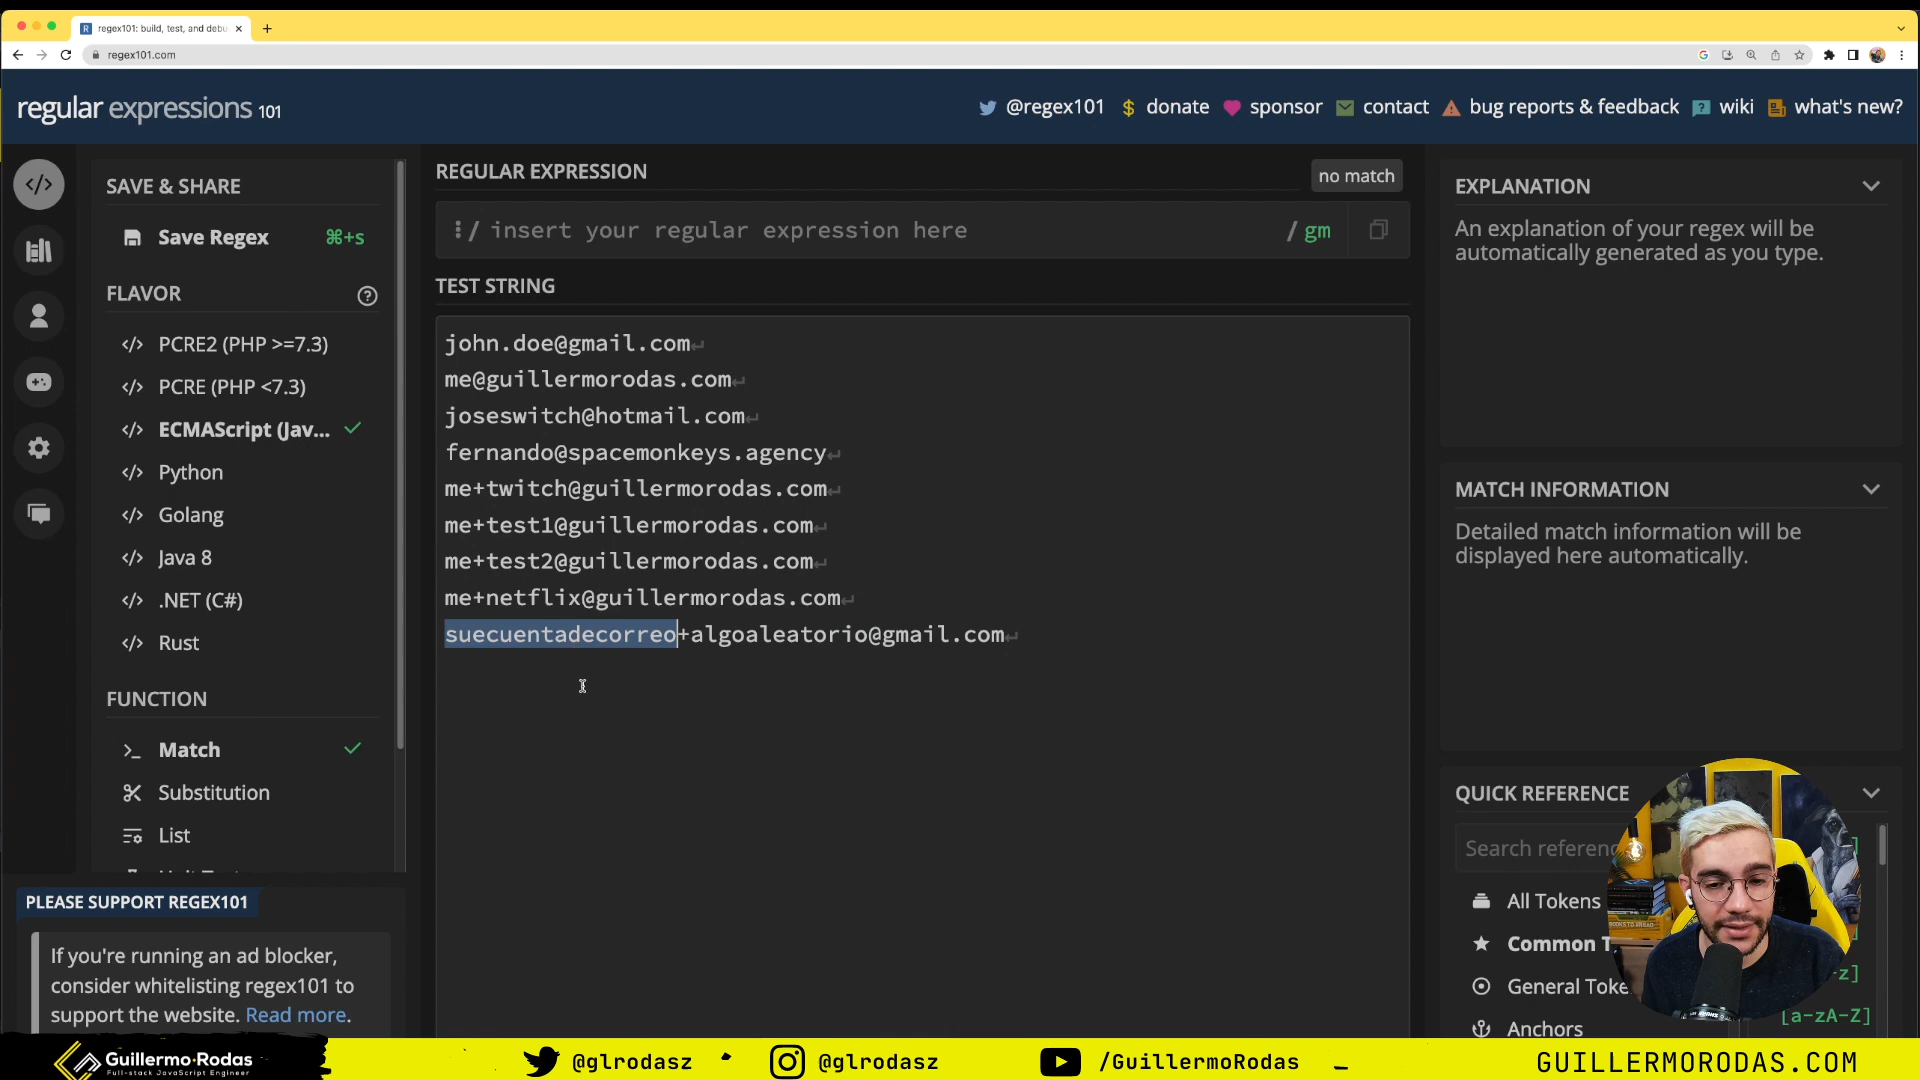 regex101: build, test, and debu
regex101.com
regular expressions 101
@regex101
donate
sponsor
contact
bug reports & feedback
wiki
what's new?
SAVE & SHARE
Save Regex
⌘+s
FLAVOR
PCRE2 (PHP >=7.3)
PCRE (PHP <7.3)
ECMAScript (Jav...
Python
Golang
Java 8
.NET (C#)
Rust
FUNCTION
Match
Substitution
List
PLEASE SUPPORT REGEX101
If you're running an ad blocker,
consider whitelisting regex101 to
support the website. Read more.
REGULAR EXPRESSION
no match
/ insert your regular expression here / gm
TEST STRING
john.doe@gmail.com
me@guillermorodas.com
joseswitch@hotmail.com
fernando@spacemonkeys.agency
me+twitch@guillermorodas.com
me+test1@guillermorodas.com
me+test2@guillermorodas.com
me+netflix@guillermorodas.com
suecuentadecorreo+algoaleatorio@gmail.com
EXPLANATION
An explanation of your regex will be
automatically generated as you type.
MATCH INFORMATION
Detailed match information will be
displayed here automatically.
QUICK REFERENCE
Search
All Tokens
Common
General
Anchors
[a-zA-Z]
Guillermo·Rodas
Full-stack JavaScript Engineer
@glrodasz
@glrodasz
/GuillermoRodas
GUILLERMORODAS.COM